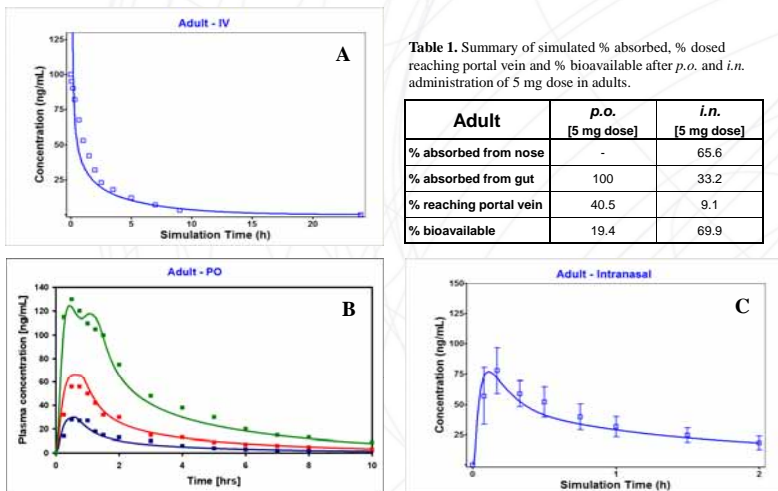 Adult - IV
A
Concentration (ng/mL)
125
100
75
50
25
0
5
10
15
20
Simulation Time (h)
Table 1. Summary of simulated % absorbed, % dosed
reaching portal vein and % bioavailable after p.o. and i.n.
administration of 5 mg dose in adults.
Adult p.o. i.n.
[5 mg dose] [5 mg dose]
% absorbed from nose - 65.6
% absorbed from gut 100 33.2
% reaching portal vein 40.5 9.1
% bioavailable 19.4 69.9
Adult - PO
B
Plasma concentration [ng/mL]
140
120
100
80
60
40
20
0
0 2 4 6 8 10
Time [hrs]
Adult - Intranasal
C
Concentration (ng/mL)
150
125
100
75
50
25
0 1 2
Simulation Time (h)